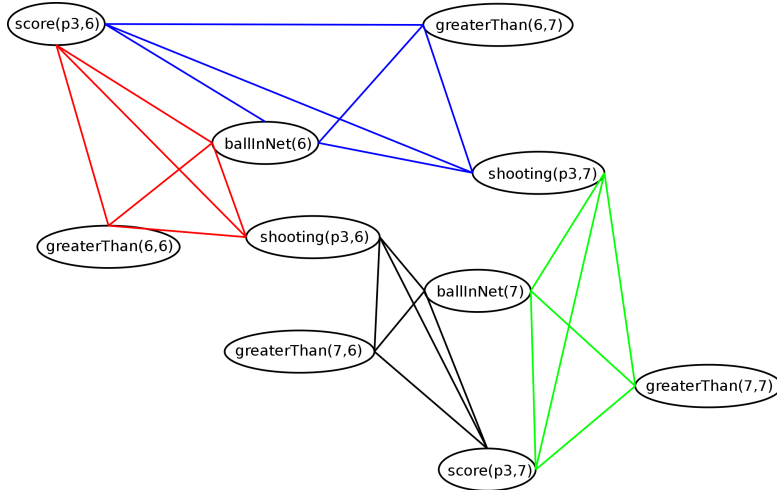 score(p3,6)
greaterThan(6,7)
ballInNet(6)
shooting(p3,7)
shooting(p3,6)
greaterThan(6,6)
ballInNet(7)
greaterThan(7,6)
greaterThan(7,7)
score(p3,7)